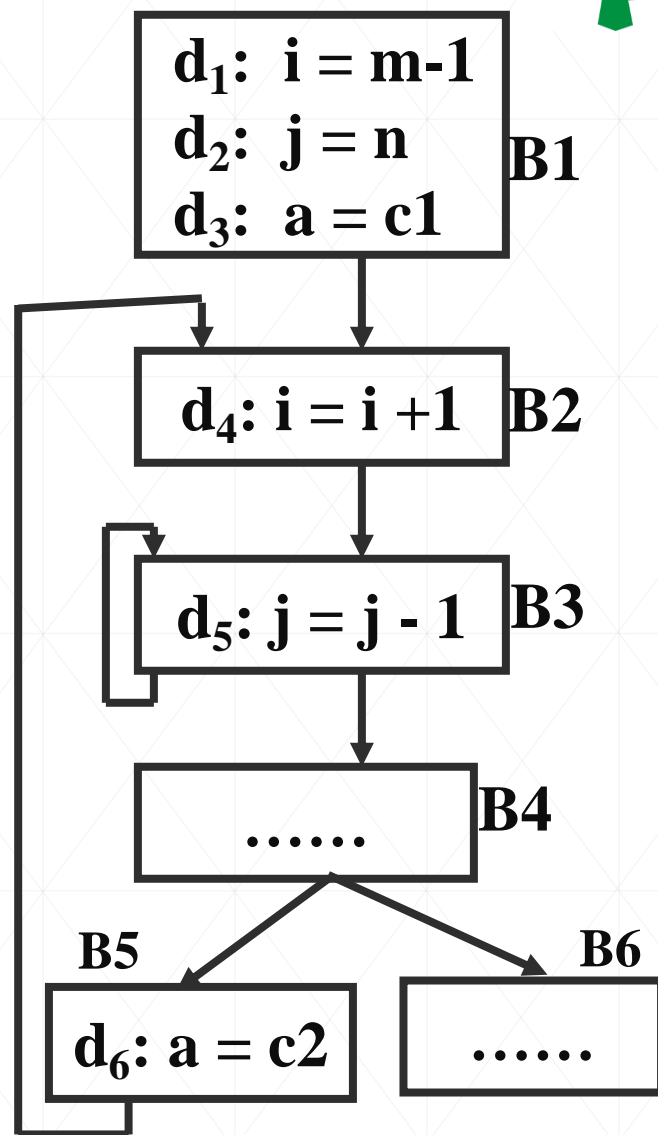 d₁: i = m-1
d₂: j = n
d₃: a = c1
B1
d₄: i = i +1
B2
d₅: j = j - 1
B3
......
B4
B5
B6
d₆: a = c2
......